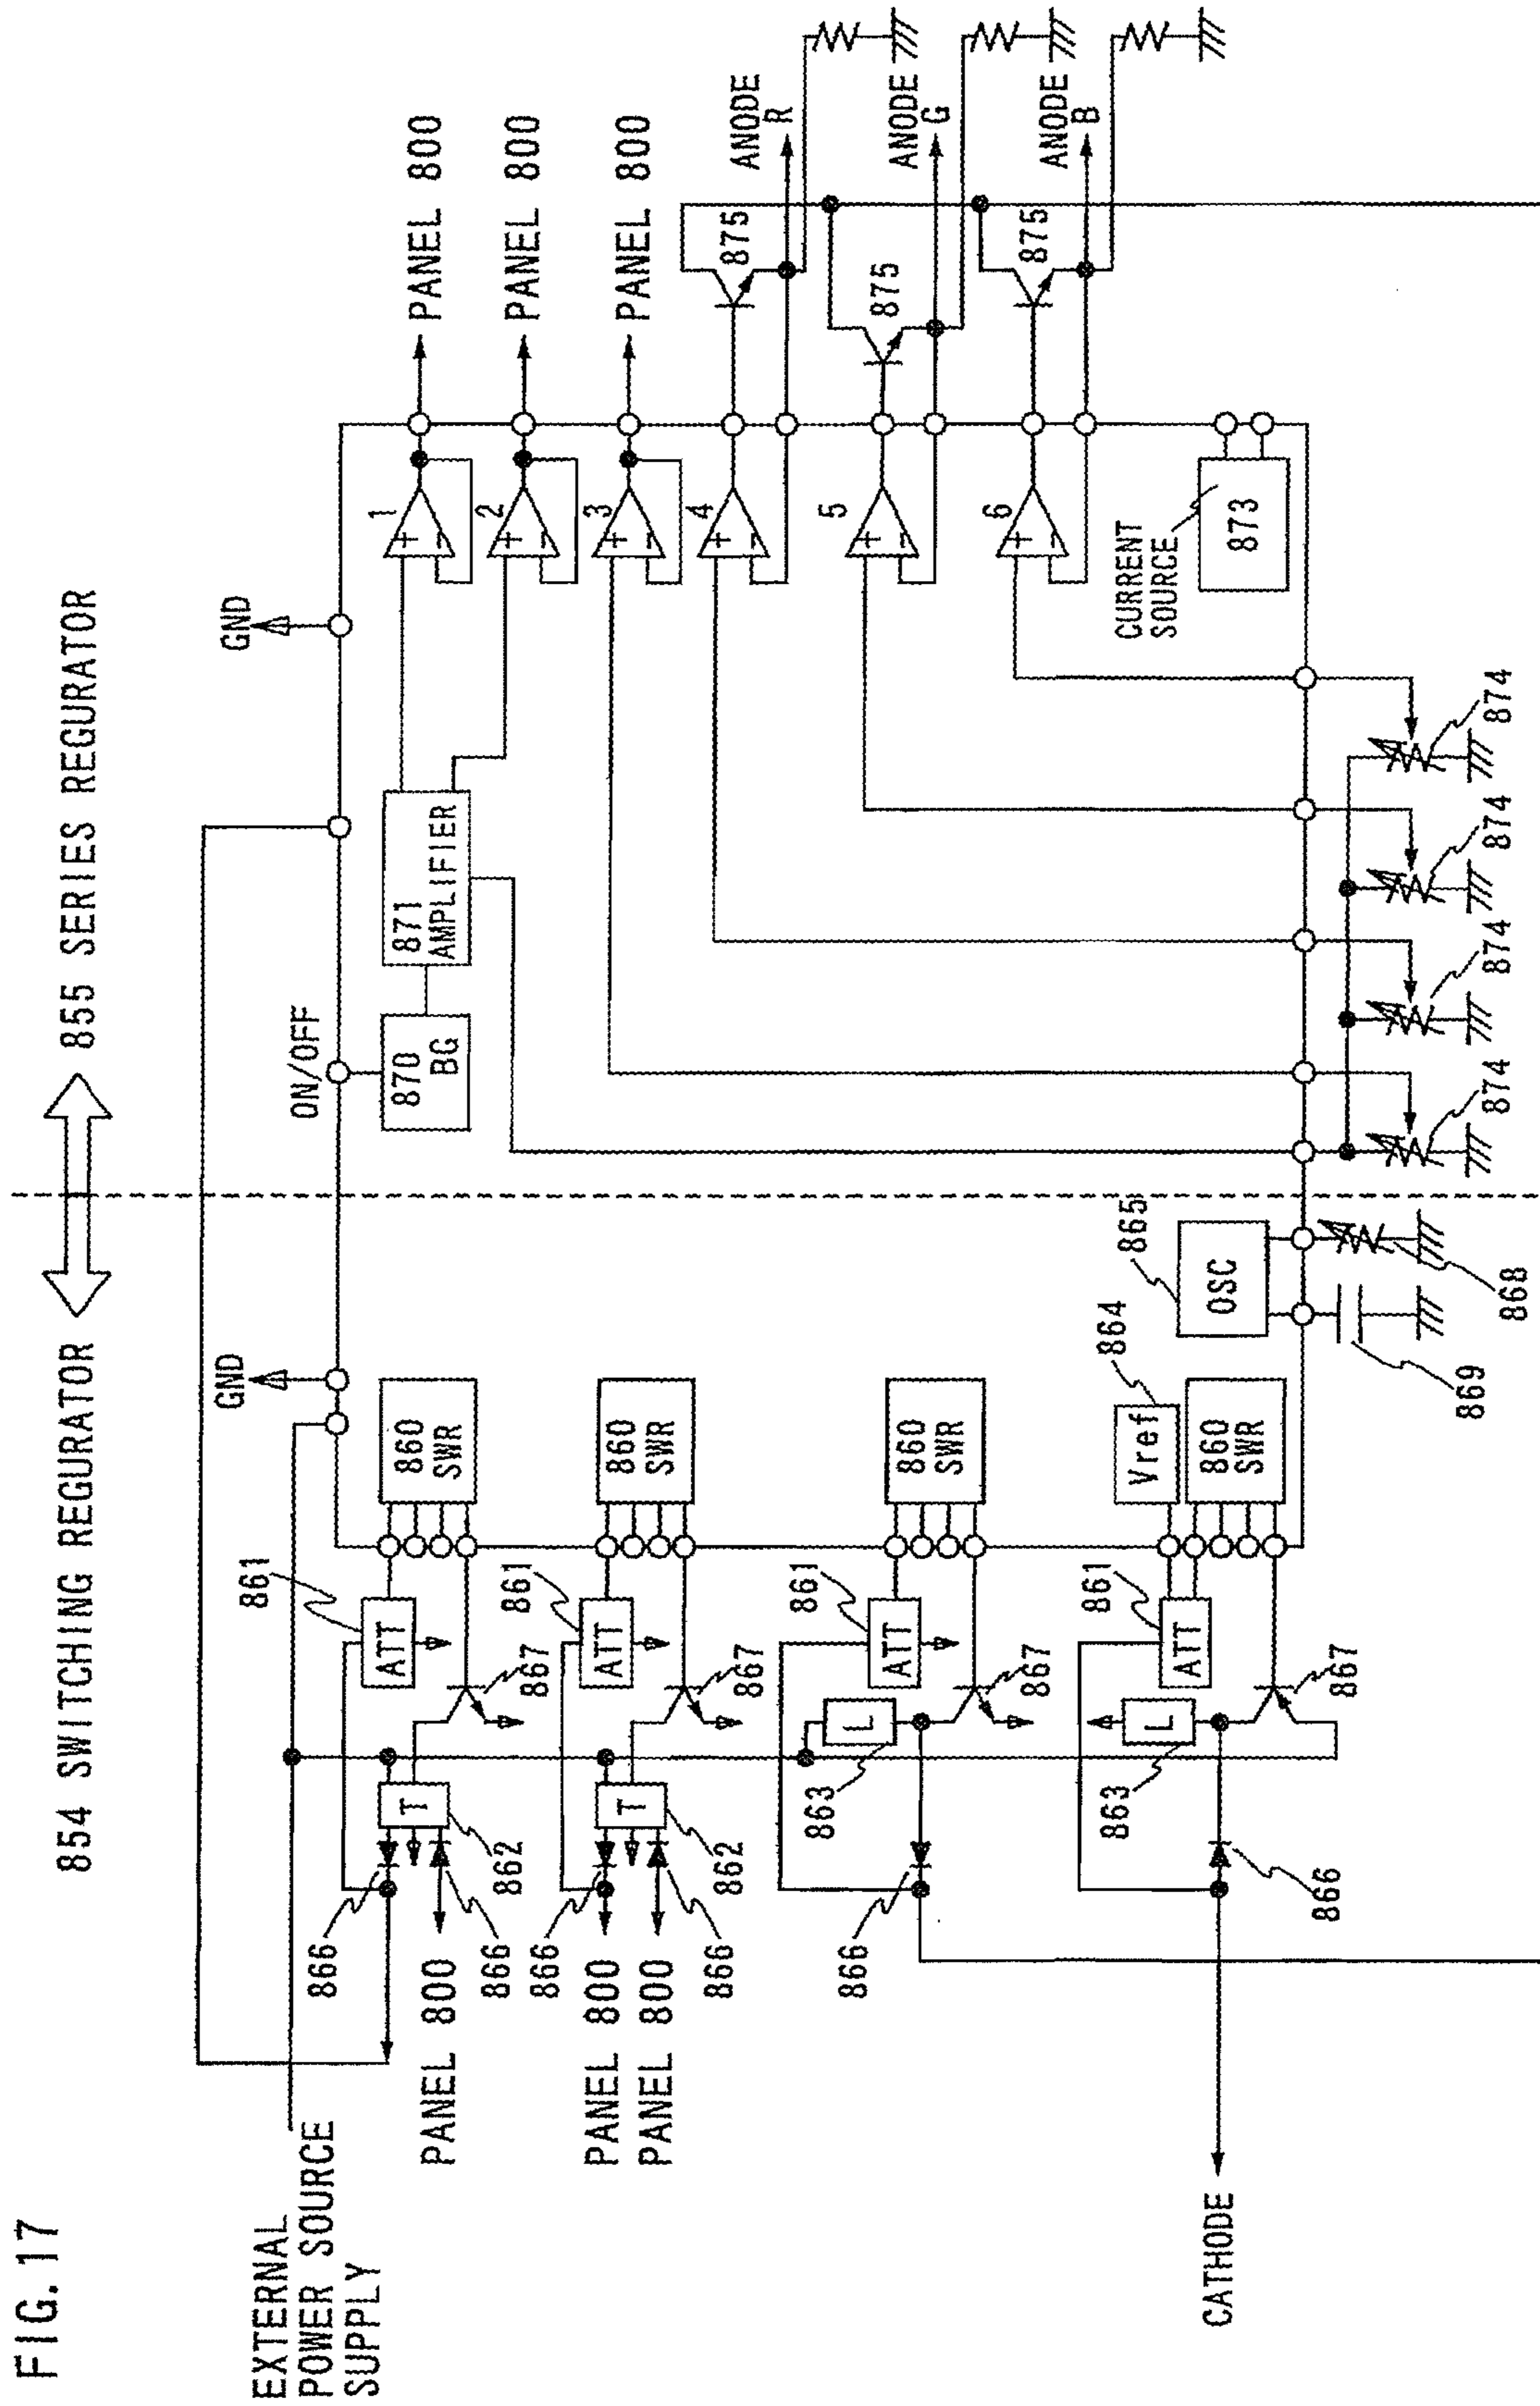 FIG. 17
854 SWITCHING REGURATOR
855 SERIES REGURATOR
EXTERNAL
POWER SOURCE
SUPPLY
GND
ON/OFF
GND
866
PANEL 800
866
862
T
861
ATT
867
860
SWR
866
PANEL 800
PANEL 800
866
862
T
861
ATT
867
860
SWR
866
863
L
861
ATT
867
860
SWR
CATHODE
866
863
L
861
ATT
867
864
Vref
860
SWR
865
OSC
869
868
870
BG
871
AMPLIFIER
1
+
−
PANEL 800
2
+
−
PANEL 800
3
+
−
PANEL 800
4
+
−
875
ANODE
R
5
+
−
875
ANODE
G
6
+
−
875
ANODE
B
CURRENT
SOURCE
873
874
874
874
874